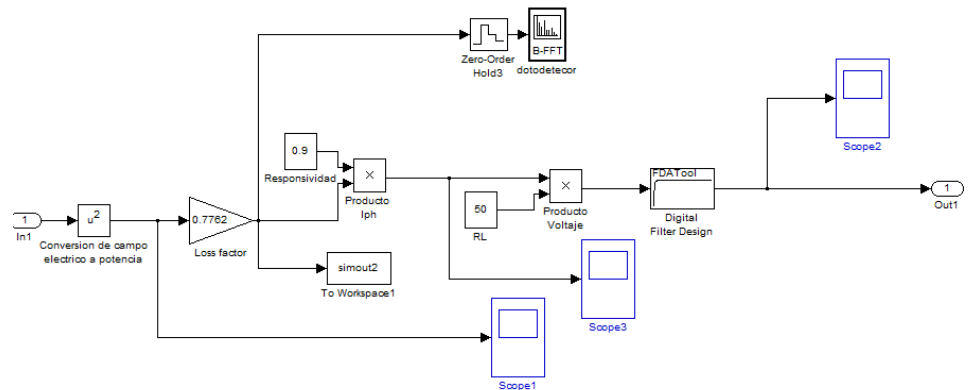 B-FFT
Zero-Order
Hold3
dotodetecor
Scope2
0.9
Responsividad
×
Producto
Iph
50
RL
×
Producto
Voltaje
FDATool
Digital
Filter Design
1
Out1
1
In1
u2
Conversion de campo
electrico a potencia
0.7762
Loss factor
simout2
To Workspace1
Scope3
Scope1